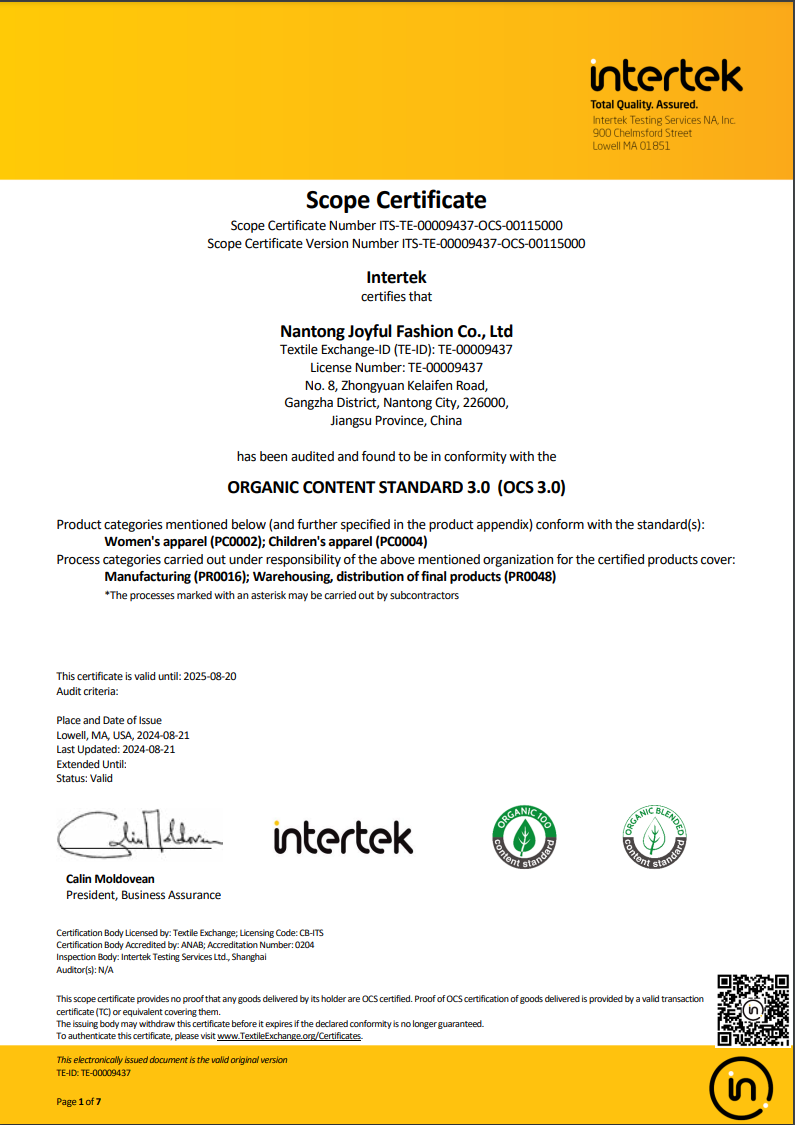 intertek
Total Quality. Assured.
Intertek Testing Services NA, Inc.
900 Chelmsford Street
Lowell MA 01851
Scope Certificate
Scope Certificate Number ITS-TE-00009437-OCS-00115000
Scope Certificate Version Number ITS-TE-00009437-OCS-00115000
Intertek
certifies that
Nantong Joyful Fashion Co., Ltd
Textile Exchange-ID (TE-ID): TE-00009437
License Number: TE-00009437
No. 8, Zhongyuan Kelaifen Road,
Gangzha District, Nantong City, 226000,
Jiangsu Province, China
has been audited and found to be in conformity with the
ORGANIC CONTENT STANDARD 3.0 (OCS 3.0)
Product categories mentioned below (and further specified in the product appendix) conform with the standard(s):
Women's apparel (PC0002); Children's apparel (PC0004)
Process categories carried out under responsibility of the above mentioned organization for the certified products cover:
Manufacturing (PR0016); Warehousing, distribution of final products (PR0048)
*The processes marked with an asterisk may be carried out by subcontractors
This certificate is valid until: 2025-08-20
Audit criteria:
Place and Date of Issue
Lowell, MA, USA, 2024-08-21
Last Updated: 2024-08-21
Extended Until:
Status: Valid
Calin Moldovean
intertek
ORGANIC 100
content standard
ORGANIC BLENDED
content standard
Calin Moldovean
President, Business Assurance
Certification Body Licensed by: Textile Exchange; Licensing Code: CB-ITS
Certification Body Accredited by: ANAB; Accreditation Number: 0204
Inspection Body: Intertek Testing Services Ltd., Shanghai
Auditor(s): N/A
This scope certificate provides no proof that any goods delivered by its holder are OCS certified. Proof of OCS certification of goods delivered is provided by a valid transaction
certificate (TC) or equivalent covering them.
The issuing body may withdraw this certificate before it expires if the declared conformity is no longer guaranteed.
To authenticate this certificate, please visit www.TextileExchange.org/Certificates.
in
This electronically issued document is the valid original version
TE-ID: TE-00009437
Page 1 of 7
in